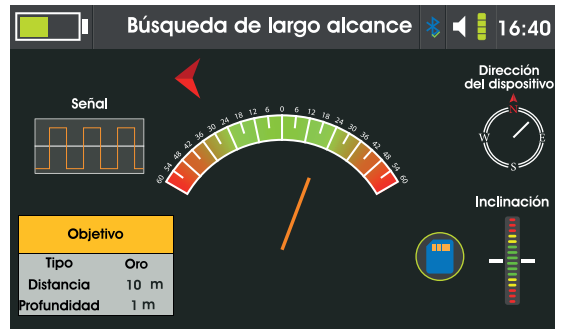 Búsqueda de largo alcance
16:40
Señal
60 54 48 42 36 30 24 18 12 6 0 6 12 18 24 30 36 42 48 54 60
Dirección
del dispositivo
N
W E
S
Inclinación
Objetivo
Tipo Oro
Distancia 10 m
Profundidad 1 m